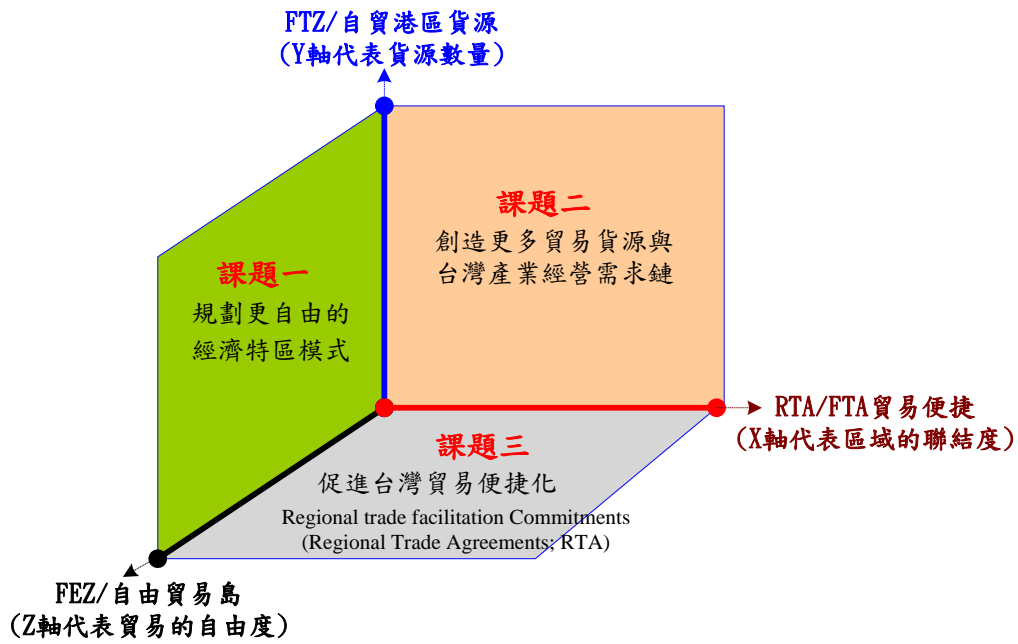 FTZ/自貿港區貨源
(Y軸代表貨源數量)
課題二
創造更多貿易貨源與
台灣產業經營需求鏈
課題一
規劃更自由的
經濟特區模式
RTA/FTA貿易便捷
(X軸代表區域的聯結度)
課題三
促進台灣貿易便捷化
Regional trade facilitation Commitments
(Regional Trade Agreements; RTA)
FEZ/自由貿易島
(Z軸代表貿易的自由度)